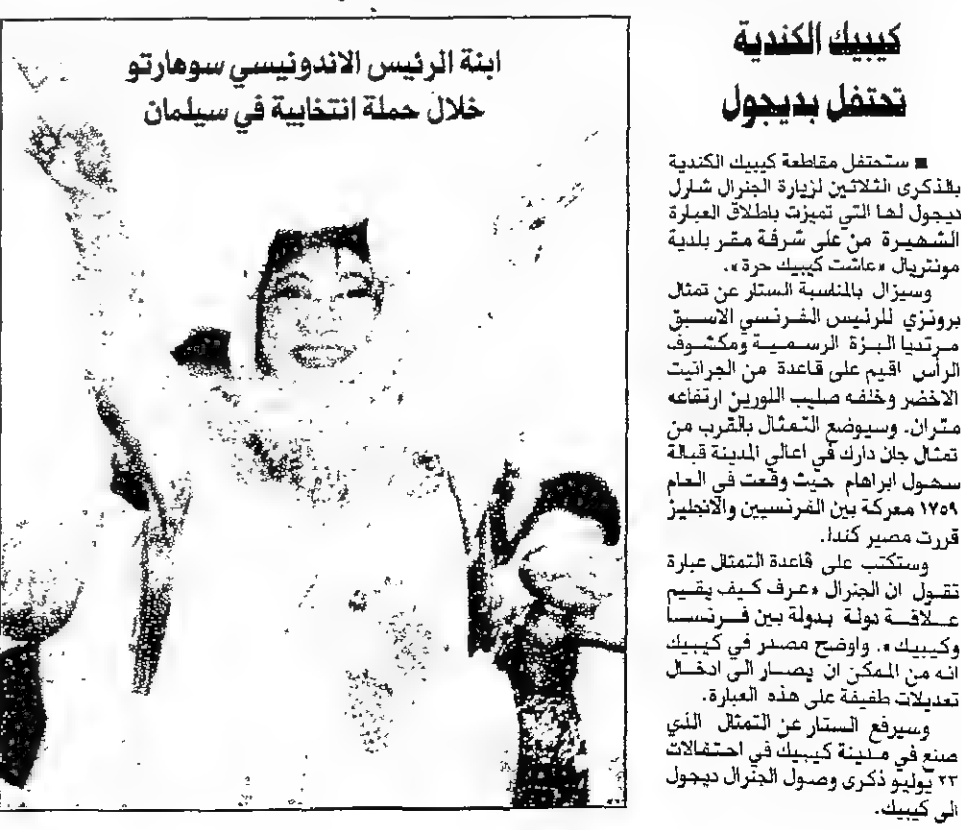 كيبيك الكندية
تحتفل بديجول
■ ستحتفل مقاطعة كيبيك الكندية
بالذكرى الثلاثين لزيارة الجنرال شارل
ديجول لها التي تميزت باطلاق العبارة
الشهيرة من على شرفة مقر بلدية
مونتريال «عاشت كيبيك حرة».
وسيزال بالمناسبة الستار عن تمثال
برونزي للرئيس الفرنسي الاسبق
مرتديا البزة الرسمية ومكشوف
الرأس اقيم على قاعدة من الجرانيت
الاخضر وخلفه صليب اللورين ارتفاعه
متران. وسيوضع التمثال بالقرب من
تمثال جان دارك في اعالي المدينة قبالة
سهول ابراهام حيث وقعت في العام
١٧٥٩ معركة بين الفرنسيين والانجليز
قررت مصير كندا.
وستكتب على قاعدة التمثال عبارة
تقول ان الجنرال «عرف كيف يقيم
علاقة دولة بدولة بين فرنسا
وكيبيك». واوضح مصدر في كيبيك
انه من الممكن ان يصار الى ادخال
تعديلات طفيفة على هذه العبارة.
وسيرفع الستار عن التمثال الذي
صنع في مدينة كيبيك في احتفالات
٢٣ يوليو ذكرى وصول الجنرال ديجول
الى كيبيك.
ابنة الرئيس الاندونيسي سوهارتو
خلال حملة انتخابية في سيلمان